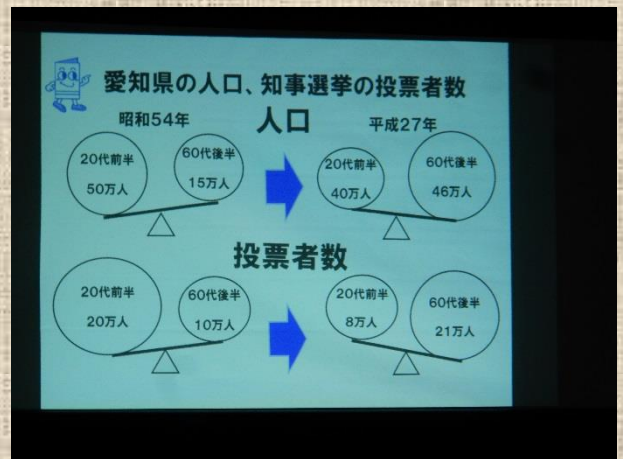 愛知県の人口、知事選挙の投票者数
昭和54年
人口
平成27年
20代前半
50万人
60代後半
15万人
20代前半
40万人
60代後半
46万人
投票者数
20代前半
20万人
60代後半
10万人
20代前半
8万人
60代後半
21万人